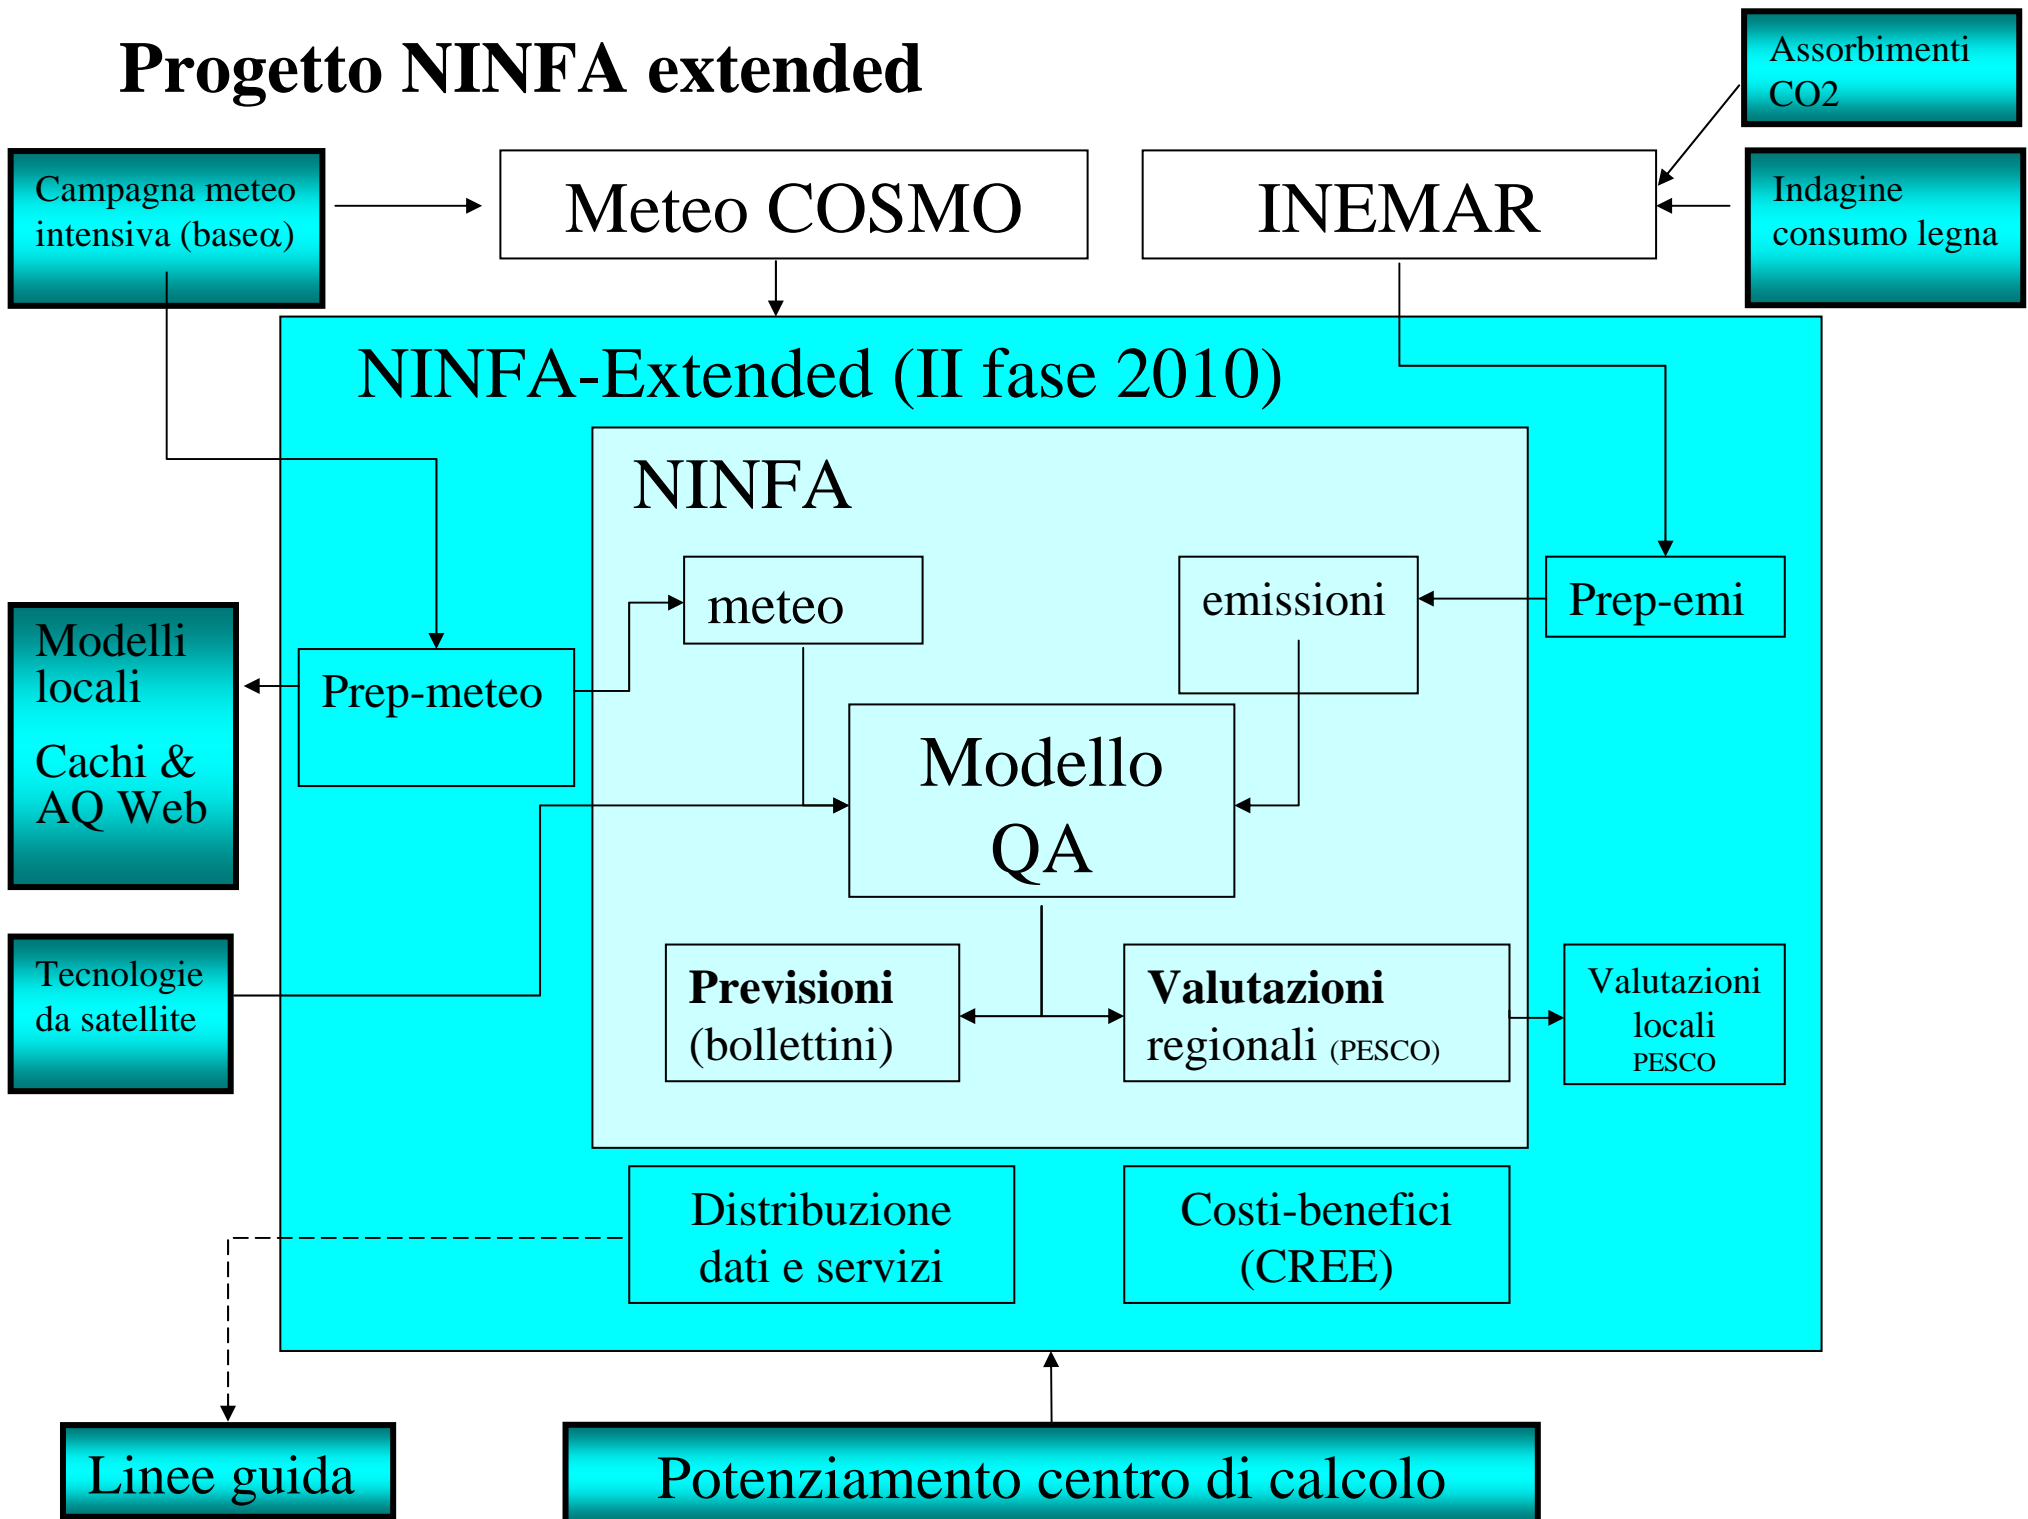 Progetto NINFA extended
Assorbimenti
CO2
Campagna meteo
intensiva (baseα)
Meteo COSMO
INEMAR
Indagine
consumo legna
NINFA-Extended (II fase 2010)
NINFA
meteo
emissioni
Prep-emi
Modelli
locali
Cachi &
AQ Web
Prep-meteo
Modello
QA
Tecnologie
da satellite
Previsioni
(bollettini)
Valutazioni
regionali (PESCO)
Valutazioni
locali
PESCO
Distribuzione
dati e servizi
Costi-benefici
(CREE)
Linee guida
Potenziamento centro di calcolo